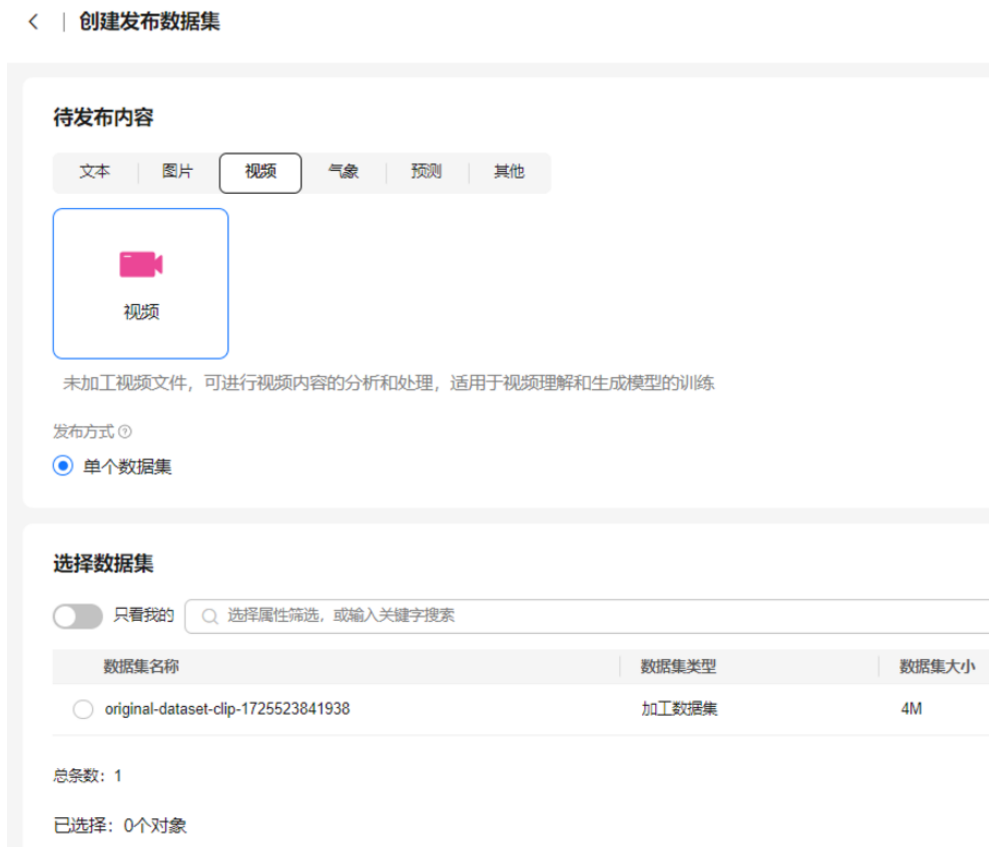 创建发布数据集
待发布内容
文本 图片 视频 气象 预测 其他
视频
未加工视频文件，可进行视频内容的分析和处理，适用于视频理解和生成模型的训练
发布方式
单个数据集
选择数据集
只看我的 选择属性筛选，或输入关键字搜索
数据集名称 数据集类型 数据集大小
original-dataset-clip-1725523841938 加工数据集 4M
总条数：1
已选择：0个对象